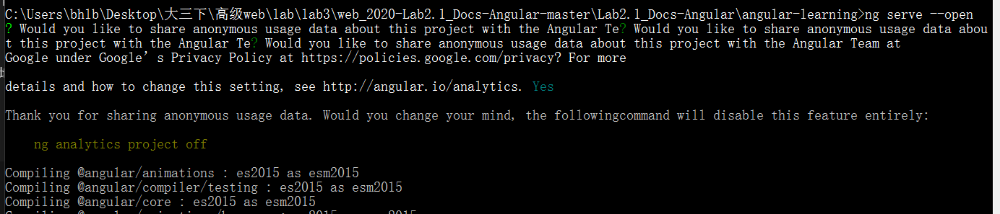 C:\Users\bhlb\Desktop\大三下\高级web\lab\lab3\web_2020-Lab2.1_Docs-Angular-master\Lab2.1_Docs-Angular\angular-learning>ng serve --open
? Would you like to share anonymous usage data about this project with the Angular Te? Would you like to share anonymous usage data abou
t this project with the Angular Te? Would you like to share anonymous usage data about this project with the Angular Team at
Google under Google’s Privacy Policy at https://policies.google.com/privacy? For more
details and how to change this setting, see http://angular.io/analytics. Yes
Thank you for sharing anonymous usage data. Would you change your mind, the followingcommand will disable this feature entirely:
ng analytics project off
Compiling @angular/animations : es2015 as esm2015
Compiling @angular/compiler/testing : es2015 as esm2015
Compiling @angular/core : es2015 as esm2015